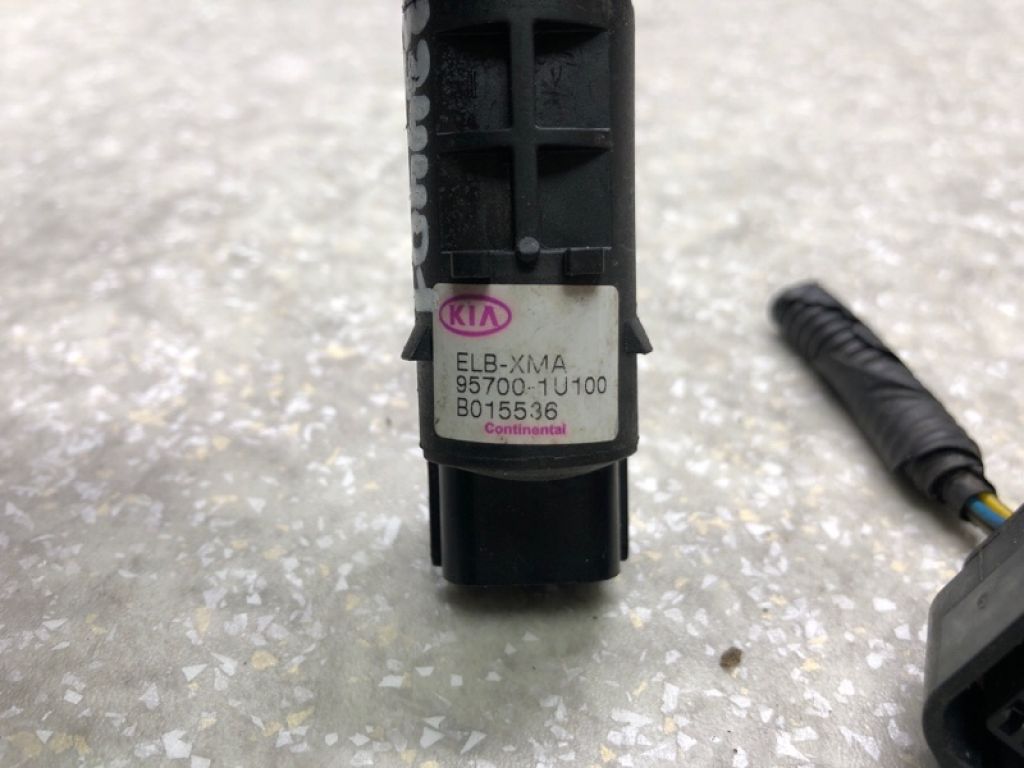 KIA
ELB-XMA
95700-1U100
B015536
Continental